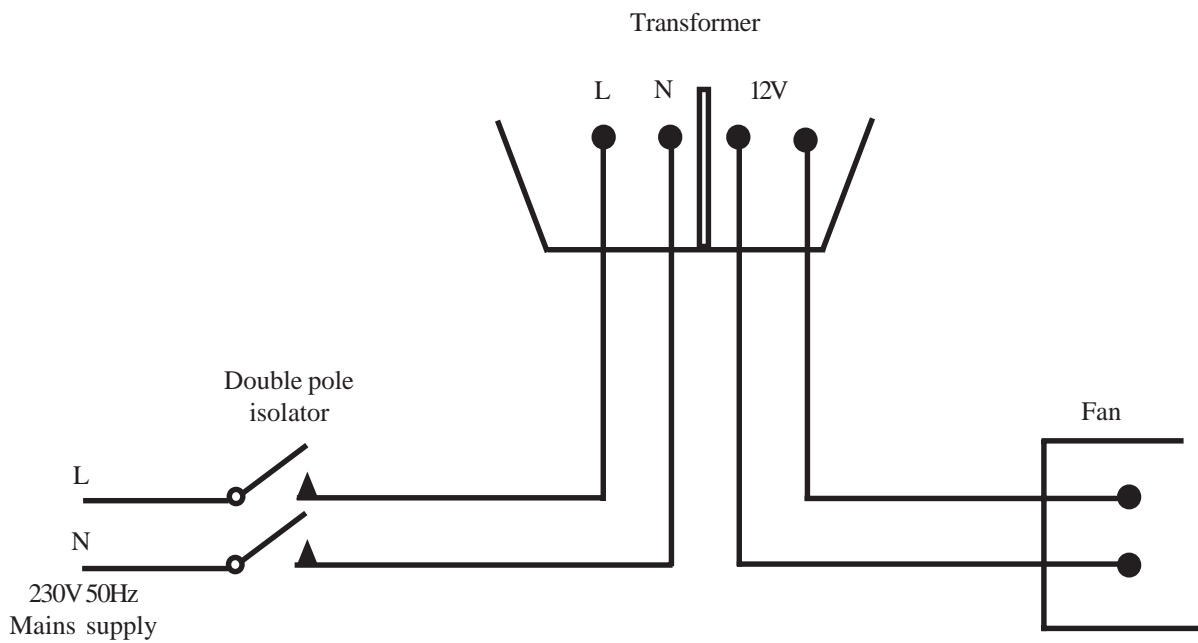 Transformer
L N 12V
Double pole
isolator
Fan
L
N
230V 50Hz
Mains supply